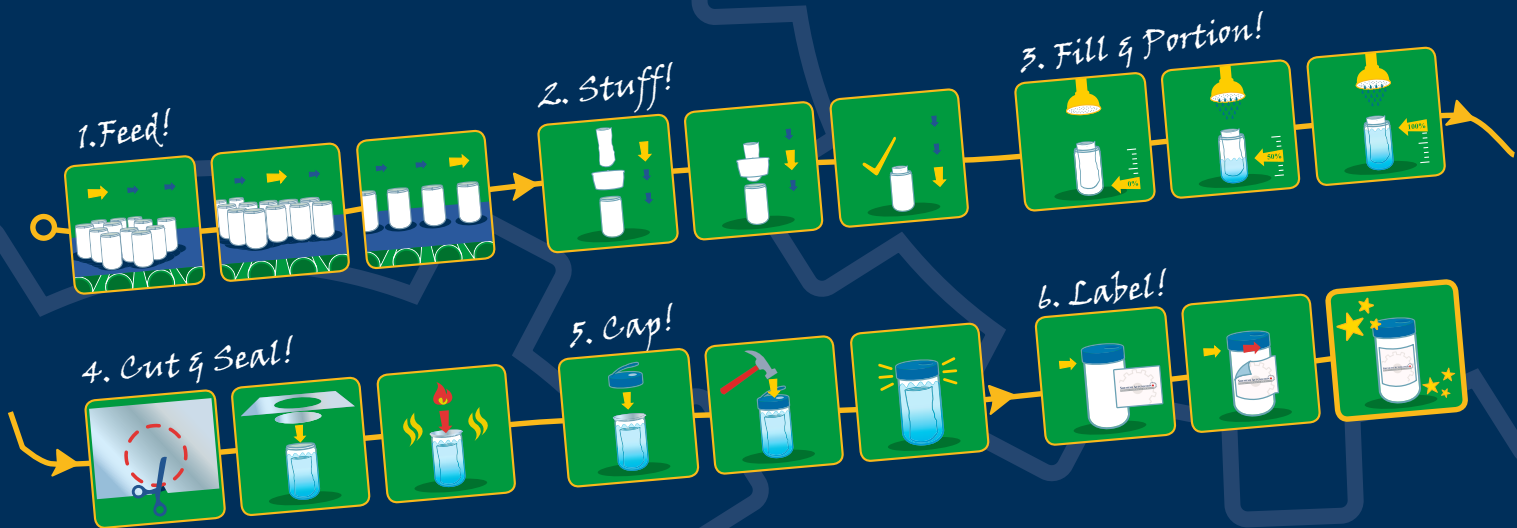 1. Feed!
2. Stuff!
3. Fill & Portion!
0%
50%
100%
4. Cut & Seal!
5. Cap!
6. Label!